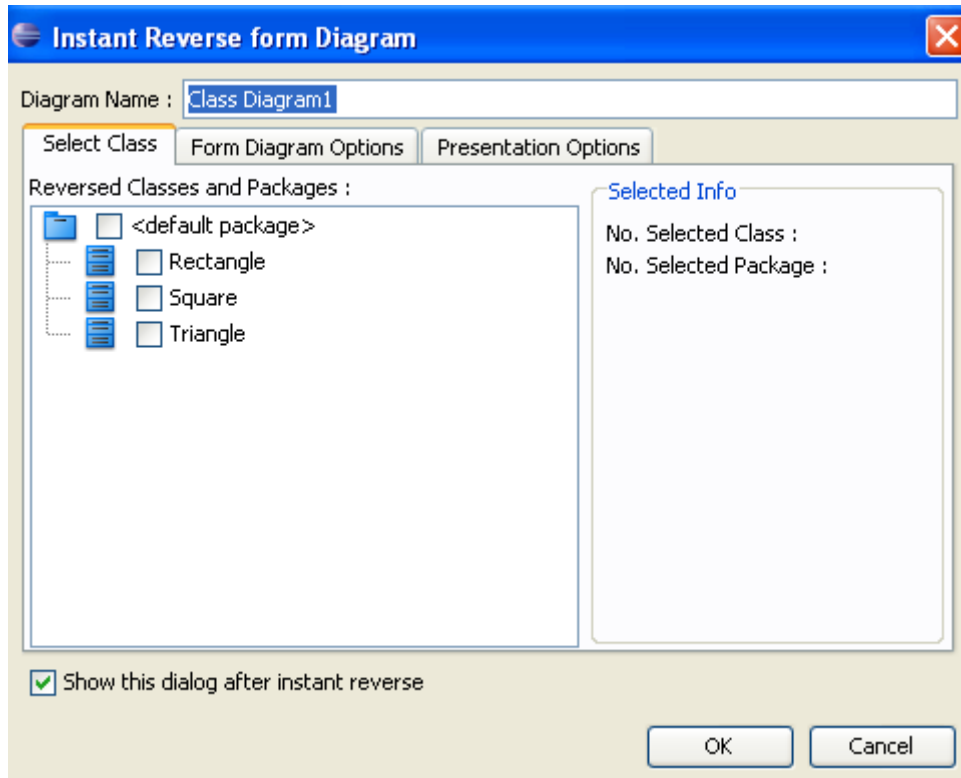 Instant Reverse form Diagram
Diagram Name :
Class Diagram1
Select Class
Form Diagram Options
Presentation Options
Reversed Classes and Packages :
<default package>
Rectangle
Square
Triangle
Selected Info
No. Selected Class :
No. Selected Package :
Show this dialog after instant reverse
OK
Cancel